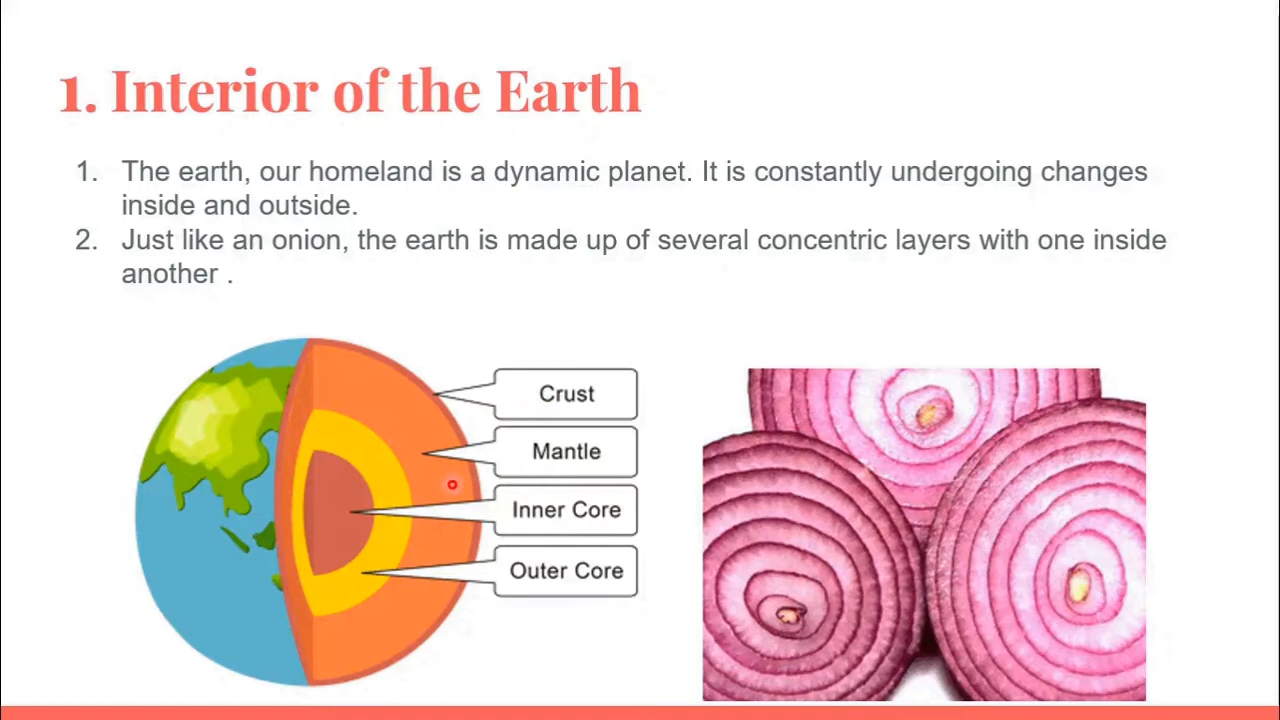 1. Interior of the Earth
1. The earth, our homeland is a dynamic planet. It is constantly undergoing changes
inside and outside.
2. Just like an onion, the earth is made up of several concentric layers with one inside
another .
Crust
Mantle
Inner Core
Outer Core